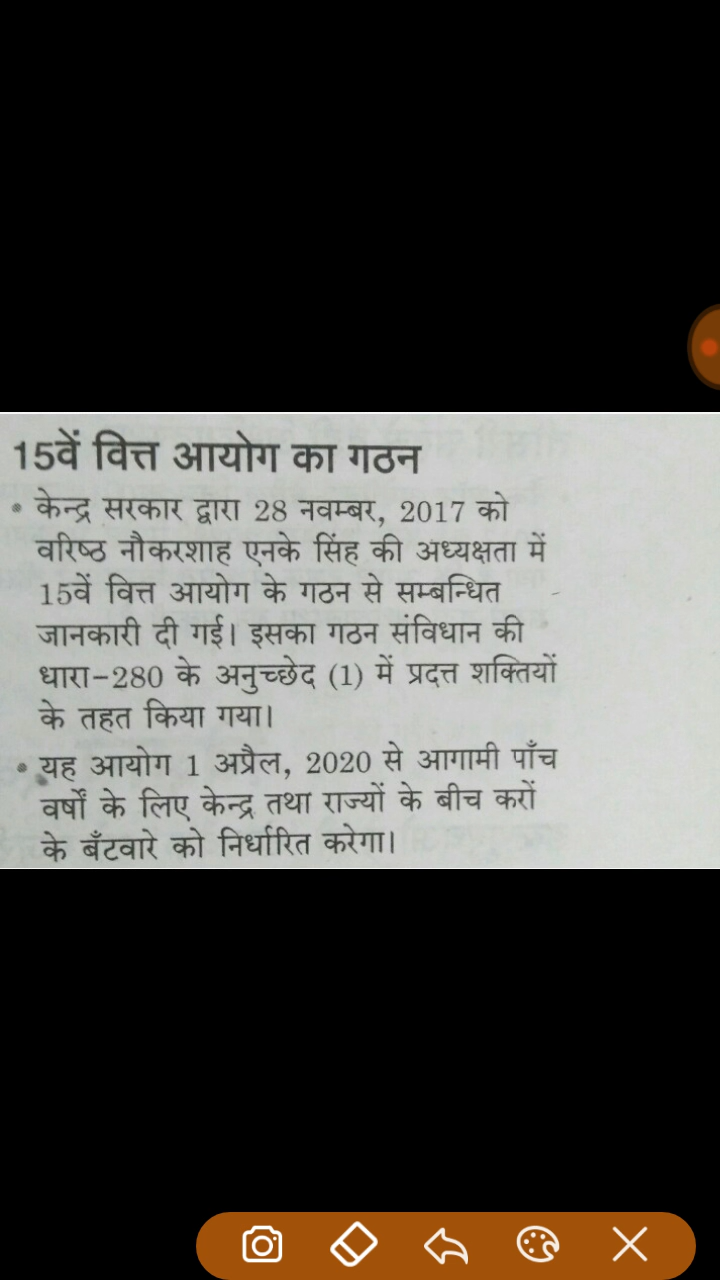 15वें वित्त आयोग का गठन
• केन्द्र सरकार द्वारा 28 नवम्बर, 2017 को
वरिष्ठ नौकरशाह एनके सिंह की अध्यक्षता में
15वें वित्त आयोग के गठन से सम्बन्धित
जानकारी दी गई। इसका गठन संविधान की
धारा-280 के अनुच्छेद (1) में प्रदत्त शक्तियों
के तहत किया गया।
• यह आयोग 1 अप्रैल, 2020 से आगामी पाँच
वर्षों के लिए केन्द्र तथा राज्यों के बीच करों
के बँटवारे को निर्धारित करेगा।